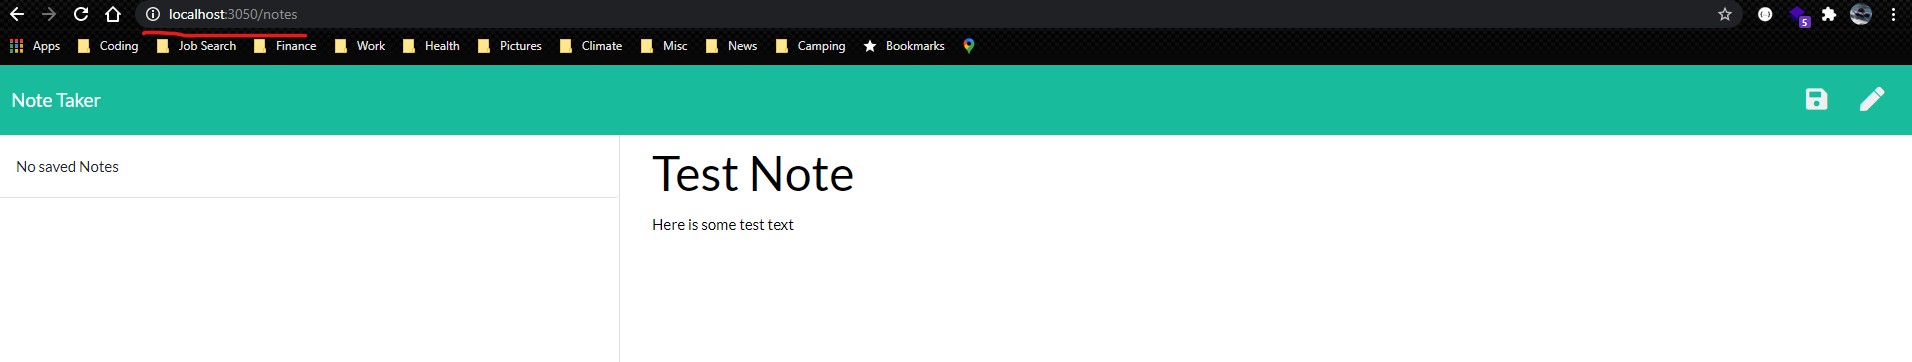 localhost:3050/notes
5
Apps Coding Job Search Finance Work Health Pictures Climate Misc News Camping Bookmarks
Note Taker
No saved Notes
Test Note
Here is some test text